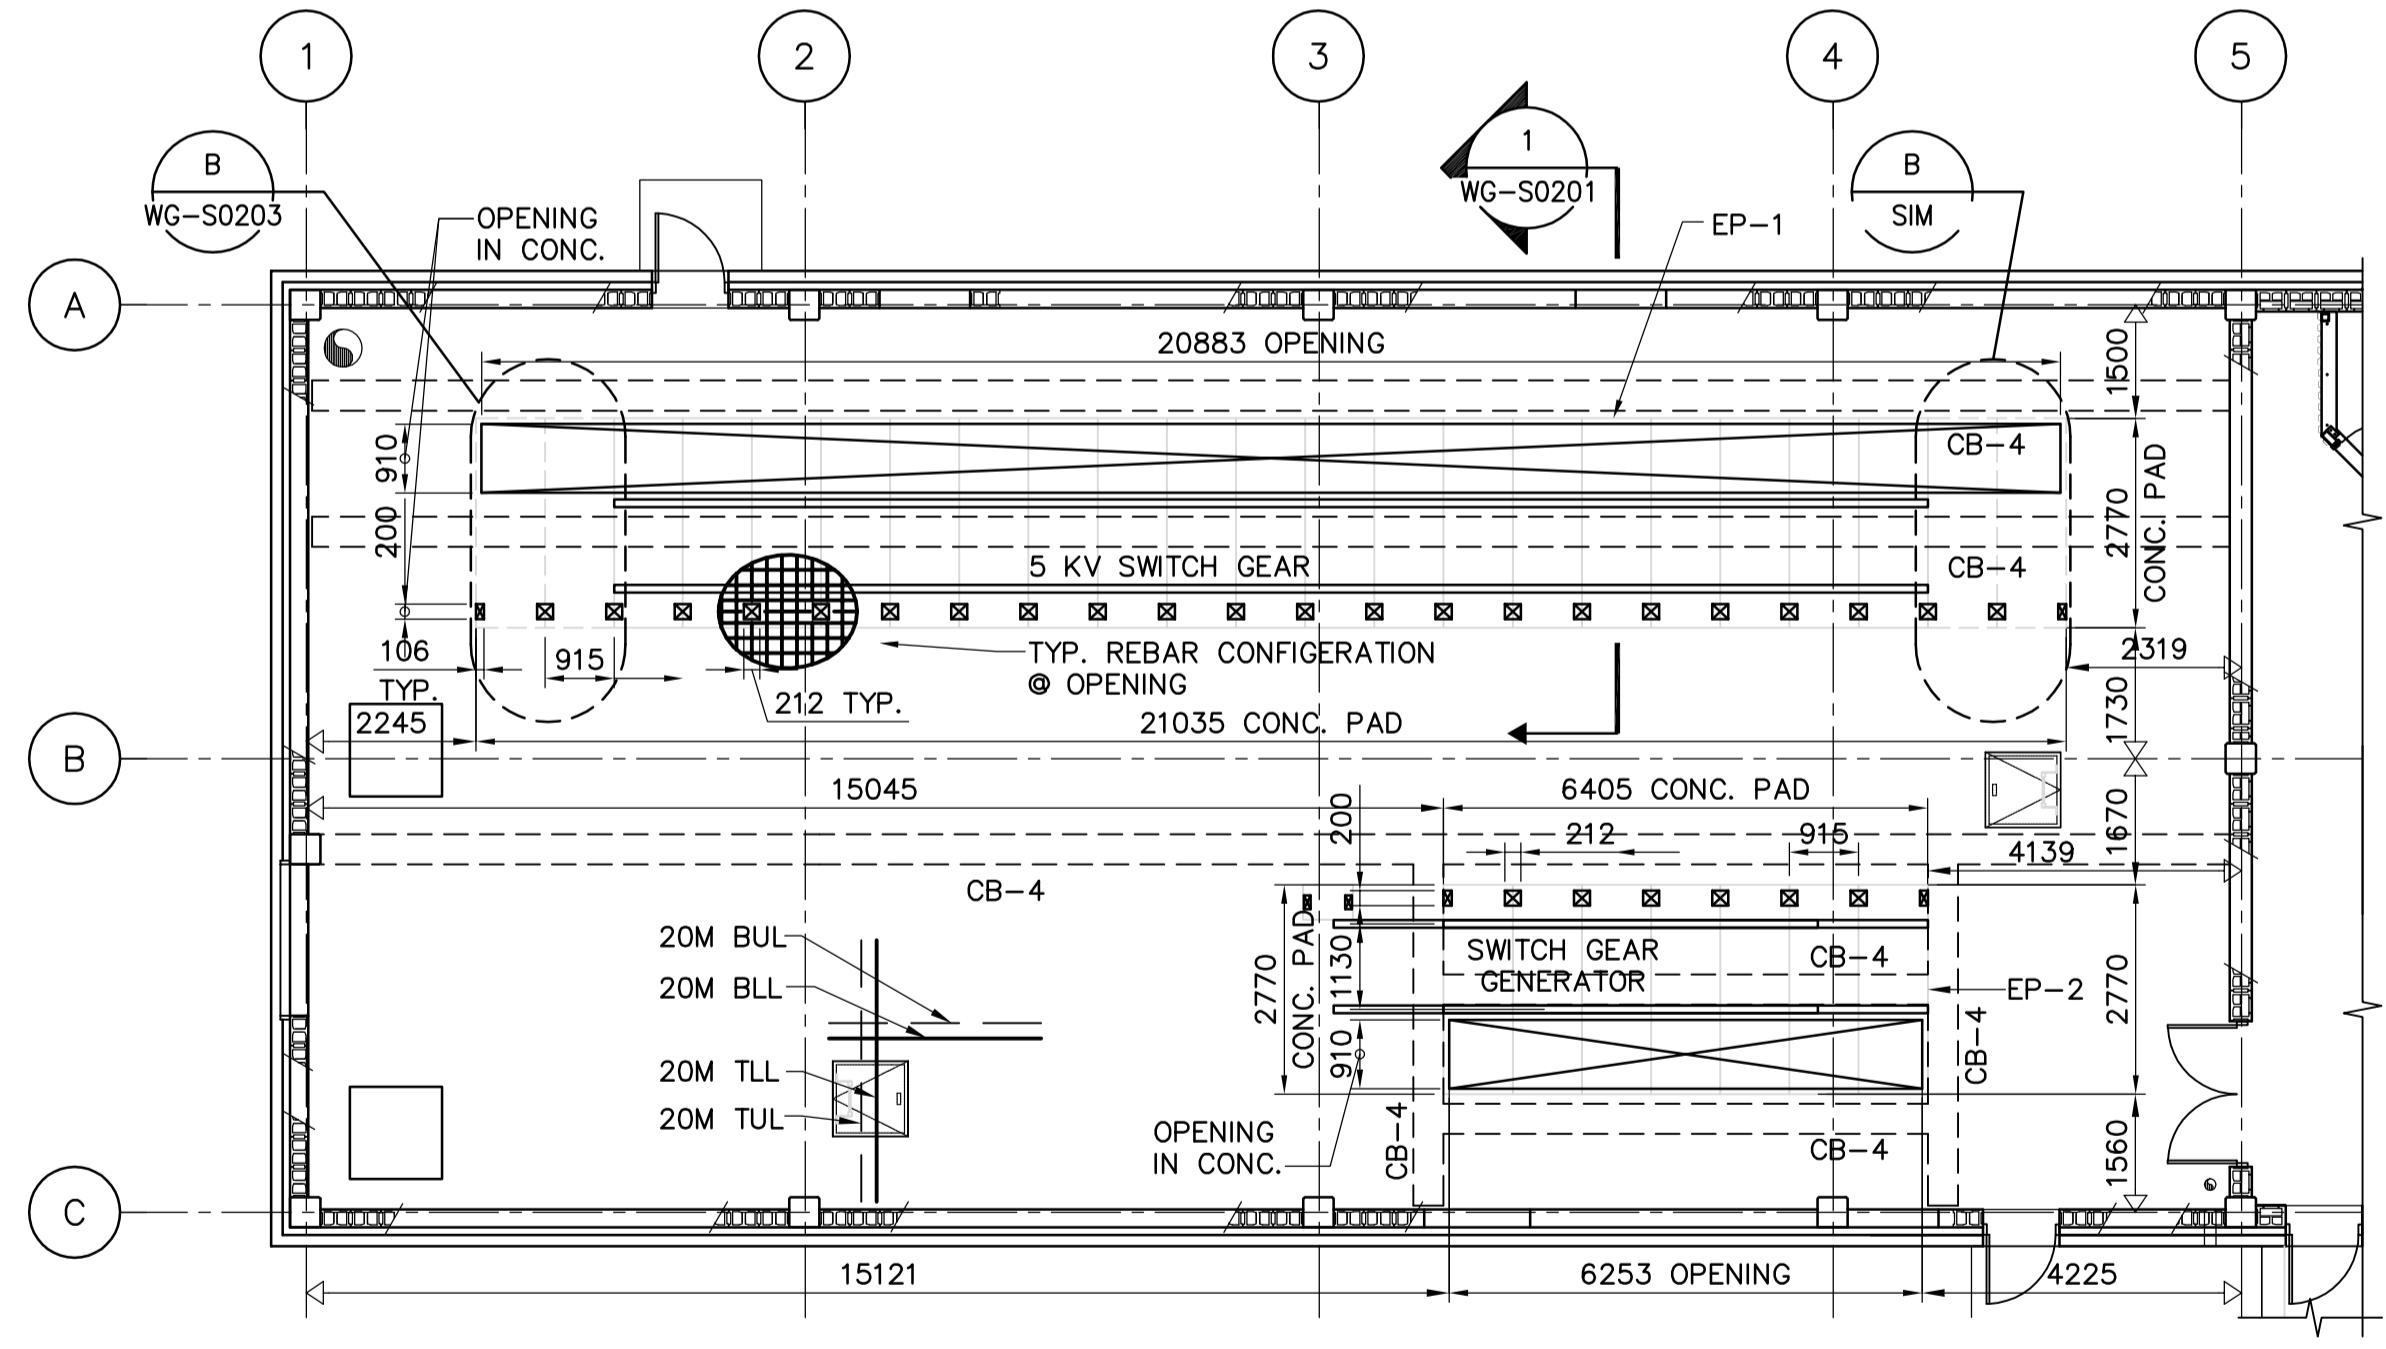 1
2
3
4
5
B
WG-S0203
OPENING
IN CONC.
1
WG-S0201
EP-1
B
SIM
A
20883 OPENING
1500
910
CB-4
2770
CONC. PAD
200
5 KV SWITCH GEAR
CB-4
106
TYP.
915
212 TYP.
TYP. REBAR CONFIGERATION
@ OPENING
2319
1730
2245
21035 CONC. PAD
B
15045
6405 CONC. PAD
200
212
915
1670
4139
CB-4
2770
CONC. PAD
1130
SWITCH GEAR
GENERATOR
CB-4
EP-2
2770
20M BUL
20M BLL
20M TLL
20M TUL
910
CB-4
OPENING
IN CONC.
CB-4
CB-4
1560
C
15121
6253 OPENING
4225